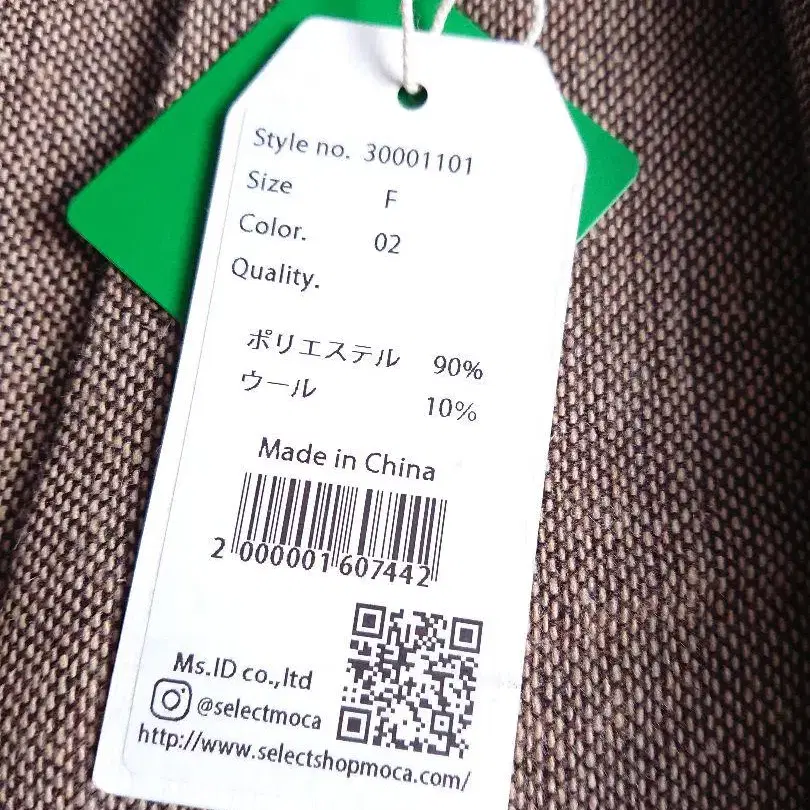 Style no. 30001101
Size F
Color. 02
Quality.
ポリエステル 90%
ウール 10%
Made in China
2 000001 607442
Ms.ID co.,ltd
@selectmoca
http://www.selectshopmoca.com/